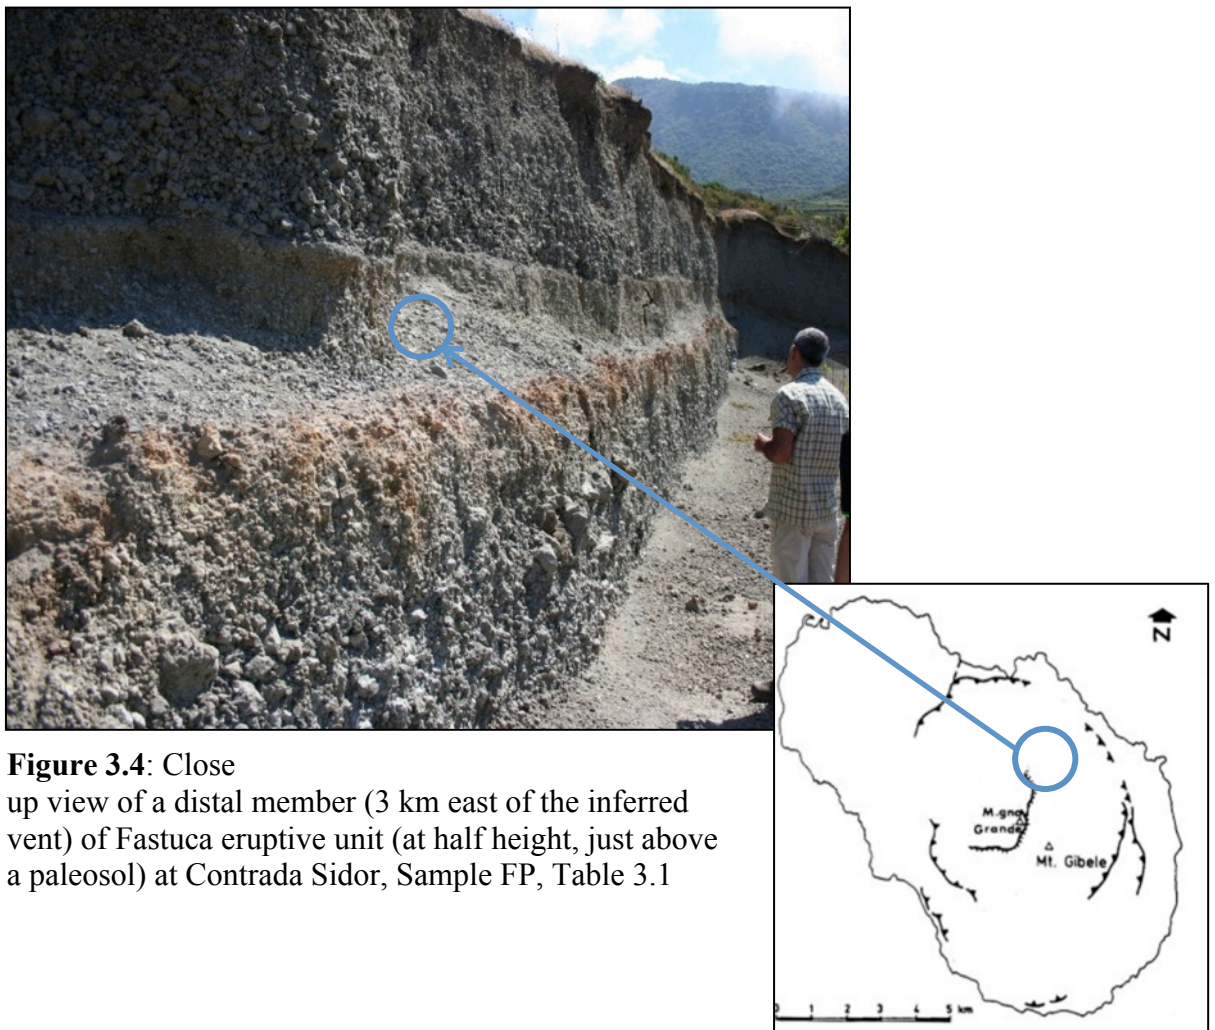 Figure 3.4: Close
up view of a distal member (3 km east of the inferred
vent) of Fastuca eruptive unit (at half height, just above
a paleosol) at Contrada Sidor, Sample FP, Table 3.1
N
M.gna
Grande
Mt. Gibele
0 1 2 3 4 5 km